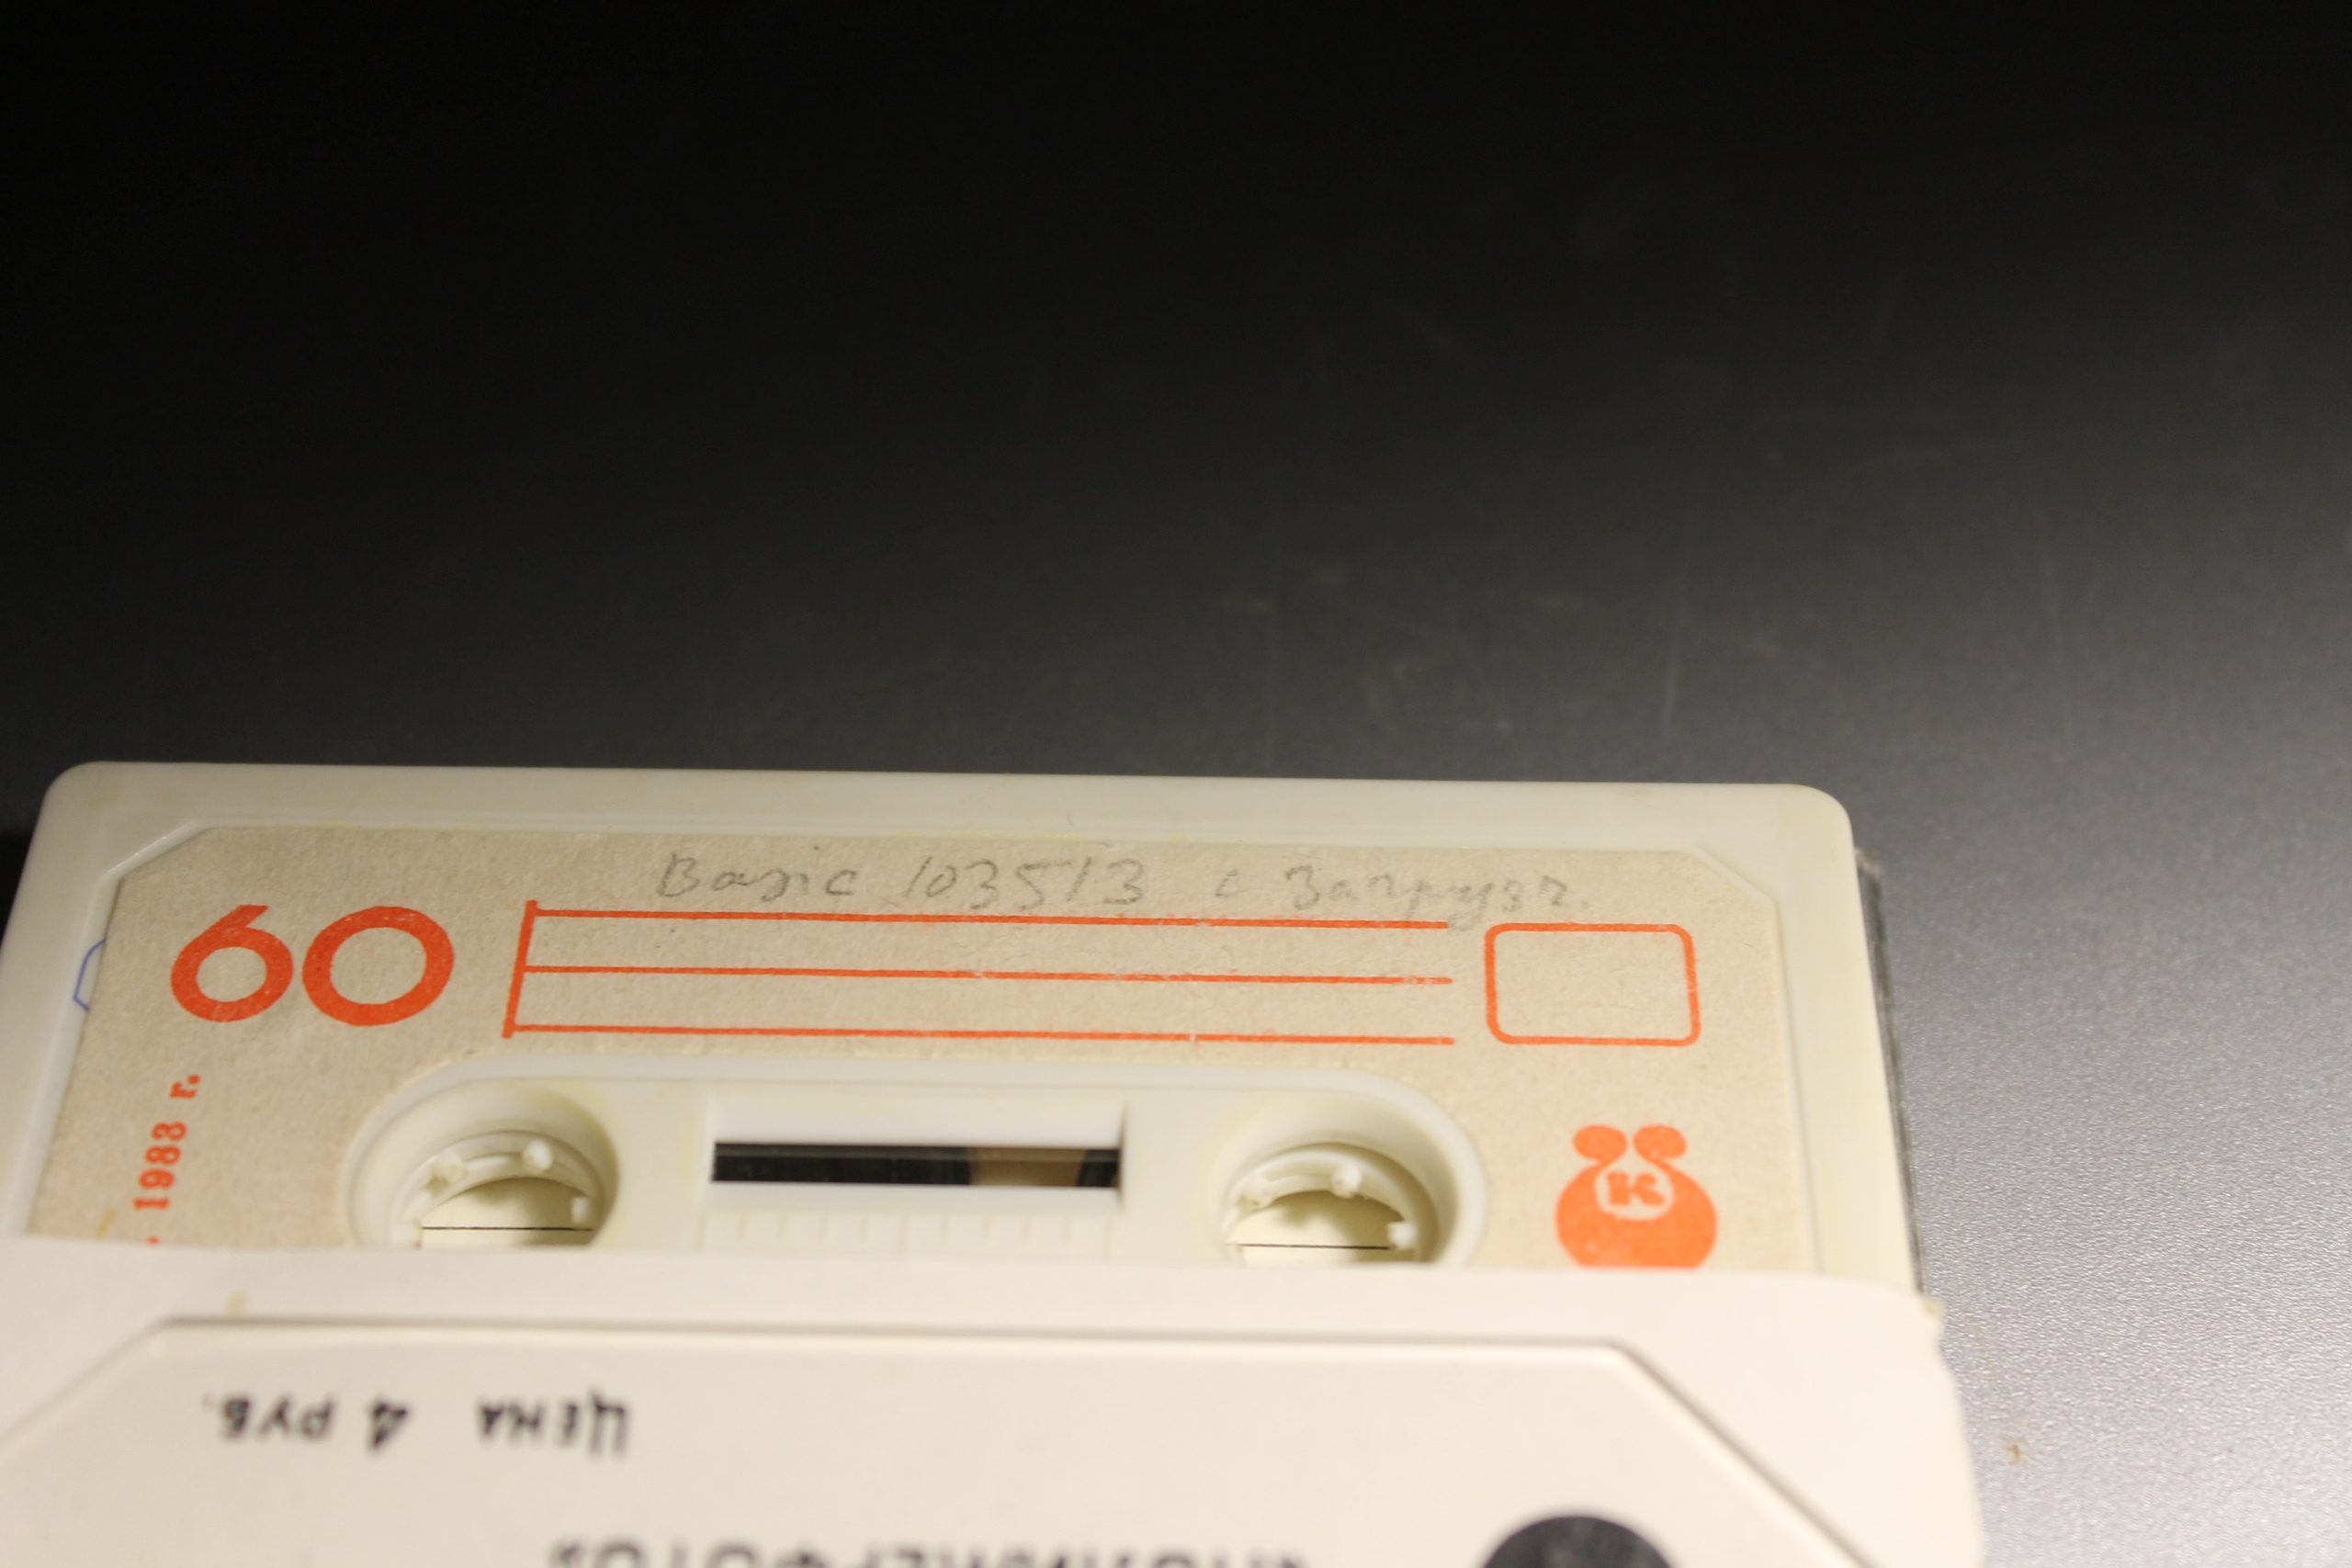 Basic 103513 с Загрузч.
60
1983 г.
К
Цена 4 руб.